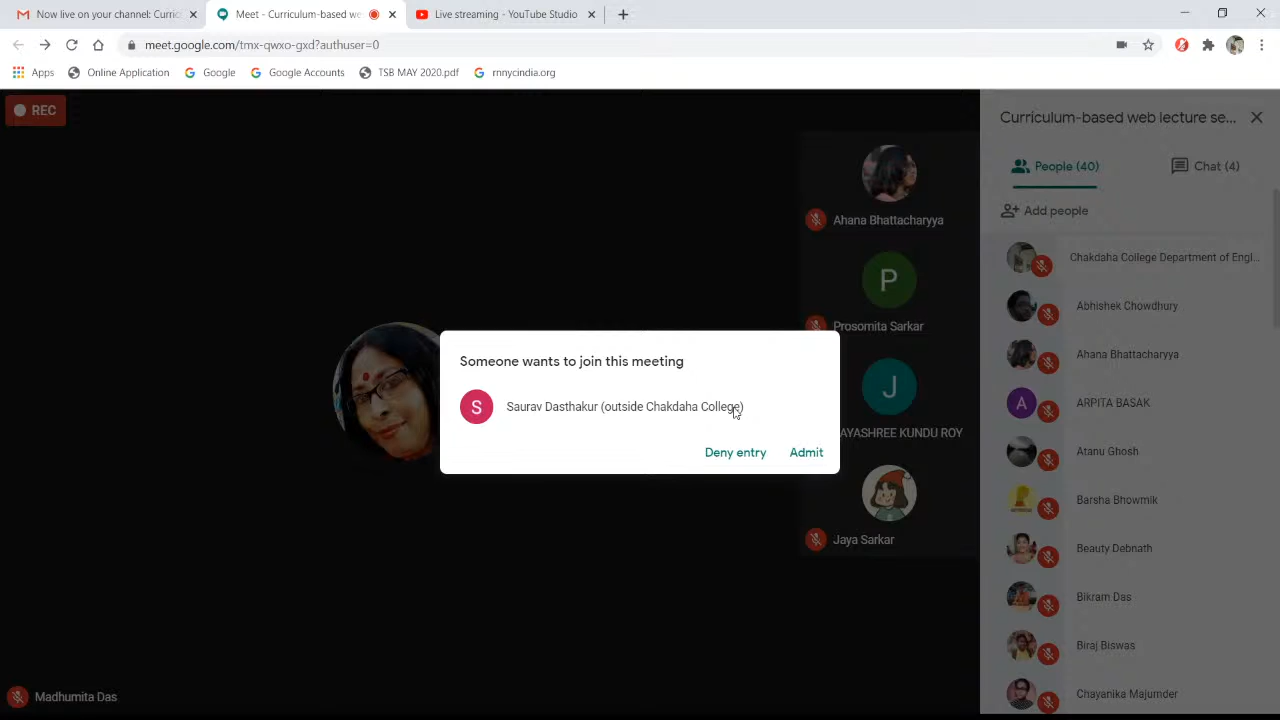 Now live on your channel: Curric
Meet - Curriculum-based we
Live streaming - YouTube Studio
meet.google.com/tmx-qwxo-gxd?authuser=0
Apps
Online Application
Google
Google Accounts
TSB MAY 2020.pdf
rnnycindia.org
REC
Curriculum-based web lecture se...
People (40)
Chat (4)
Add people
Ahana Bhattacharyya
P
Prosomita Sarkar
J
AYASHREE KUNDU ROY
Jaya Sarkar
Someone wants to join this meeting
S
Saurav Dasthakur (outside Chakdaha College)
Deny entry
Admit
Chakdaha College Department of Engl...
Abhishek Chowdhury
Ahana Bhattacharyya
A
ARPITA BASAK
Atanu Ghosh
Barsha Bhowmik
Beauty Debnath
Bikram Das
Biraj Biswas
Chayanika Majumder
Madhumita Das